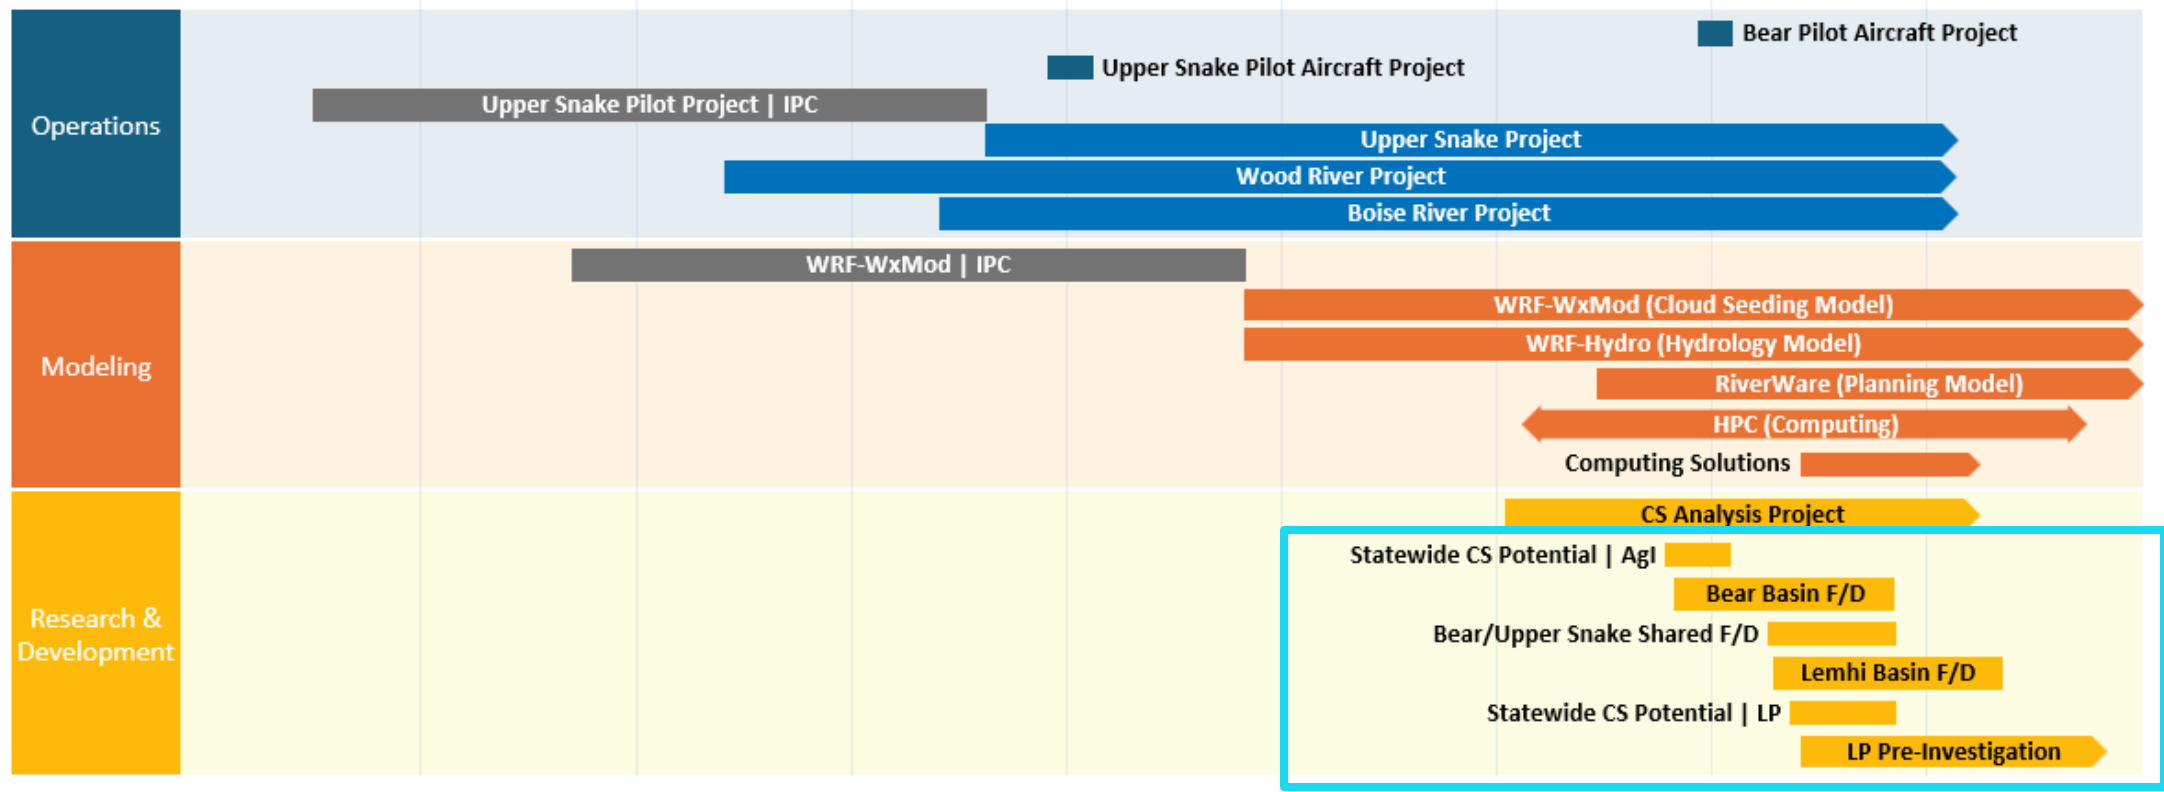 Operations
Bear Pilot Aircraft Project
Upper Snake Pilot Aircraft Project
Upper Snake Pilot Project | IPC
Upper Snake Project
Wood River Project
Boise River Project
Modeling
WRF-WxMod | IPC
WRF-WxMod (Cloud Seeding Model)
WRF-Hydro (Hydrology Model)
RiverWare (Planning Model)
HPC (Computing)
Computing Solutions
Research &
Development
CS Analysis Project
Statewide CS Potential | AgI
Bear Basin F/D
Bear/Upper Snake Shared F/D
Lemhi Basin F/D
Statewide CS Potential | LP
LP Pre-Investigation